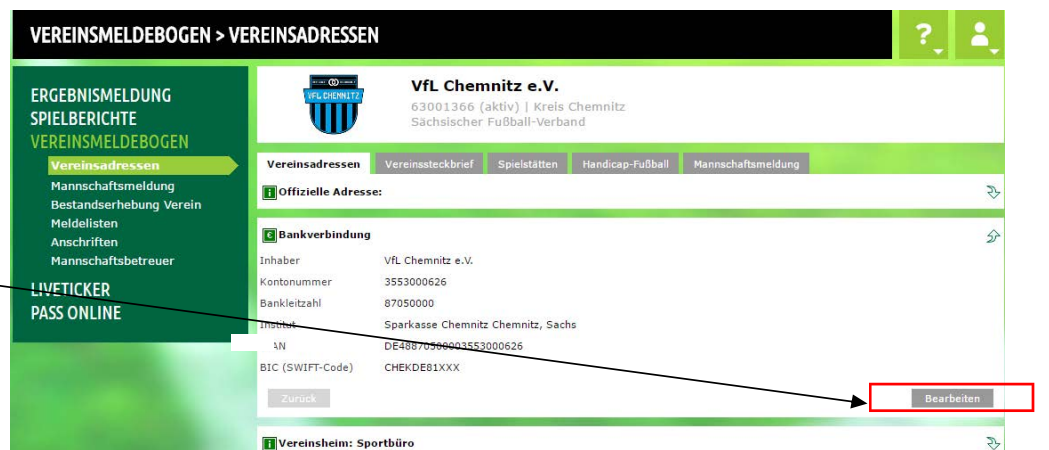 VEREINSMELDEBOGEN > VEREINSADRESSEN
?
ERGEBNISMELDUNG
SPIELBERICHTE
VEREINSMELDEBOGEN
Vereinsadressen
Mannschaftsmeldung
Bestandserhebung Verein
Meldelisten
Anschriften
Mannschaftsbetreuer
LIVETICKER
PASS ONLINE
VFL CHEMNITZ
VfL Chemnitz e.V.
63001366 (aktiv) | Kreis Chemnitz
Sächsischer Fußball-Verband
Vereinsadressen Vereinssteckbrief Spielstätten Handicap-Fußball Mannschaftsmeldung
i Offizielle Adresse:
€ Bankverbindung
Inhaber VfL Chemnitz e.V.
Kontonummer 3553000626
Bankleitzahl 87050000
Institut Sparkasse Chemnitz Chemnitz, Sachs
AN DE48870500003553000626
BIC (SWIFT-Code) CHEKDE81XXX
Zurück Bearbeiten
i Vereinsheim: Sportbüro